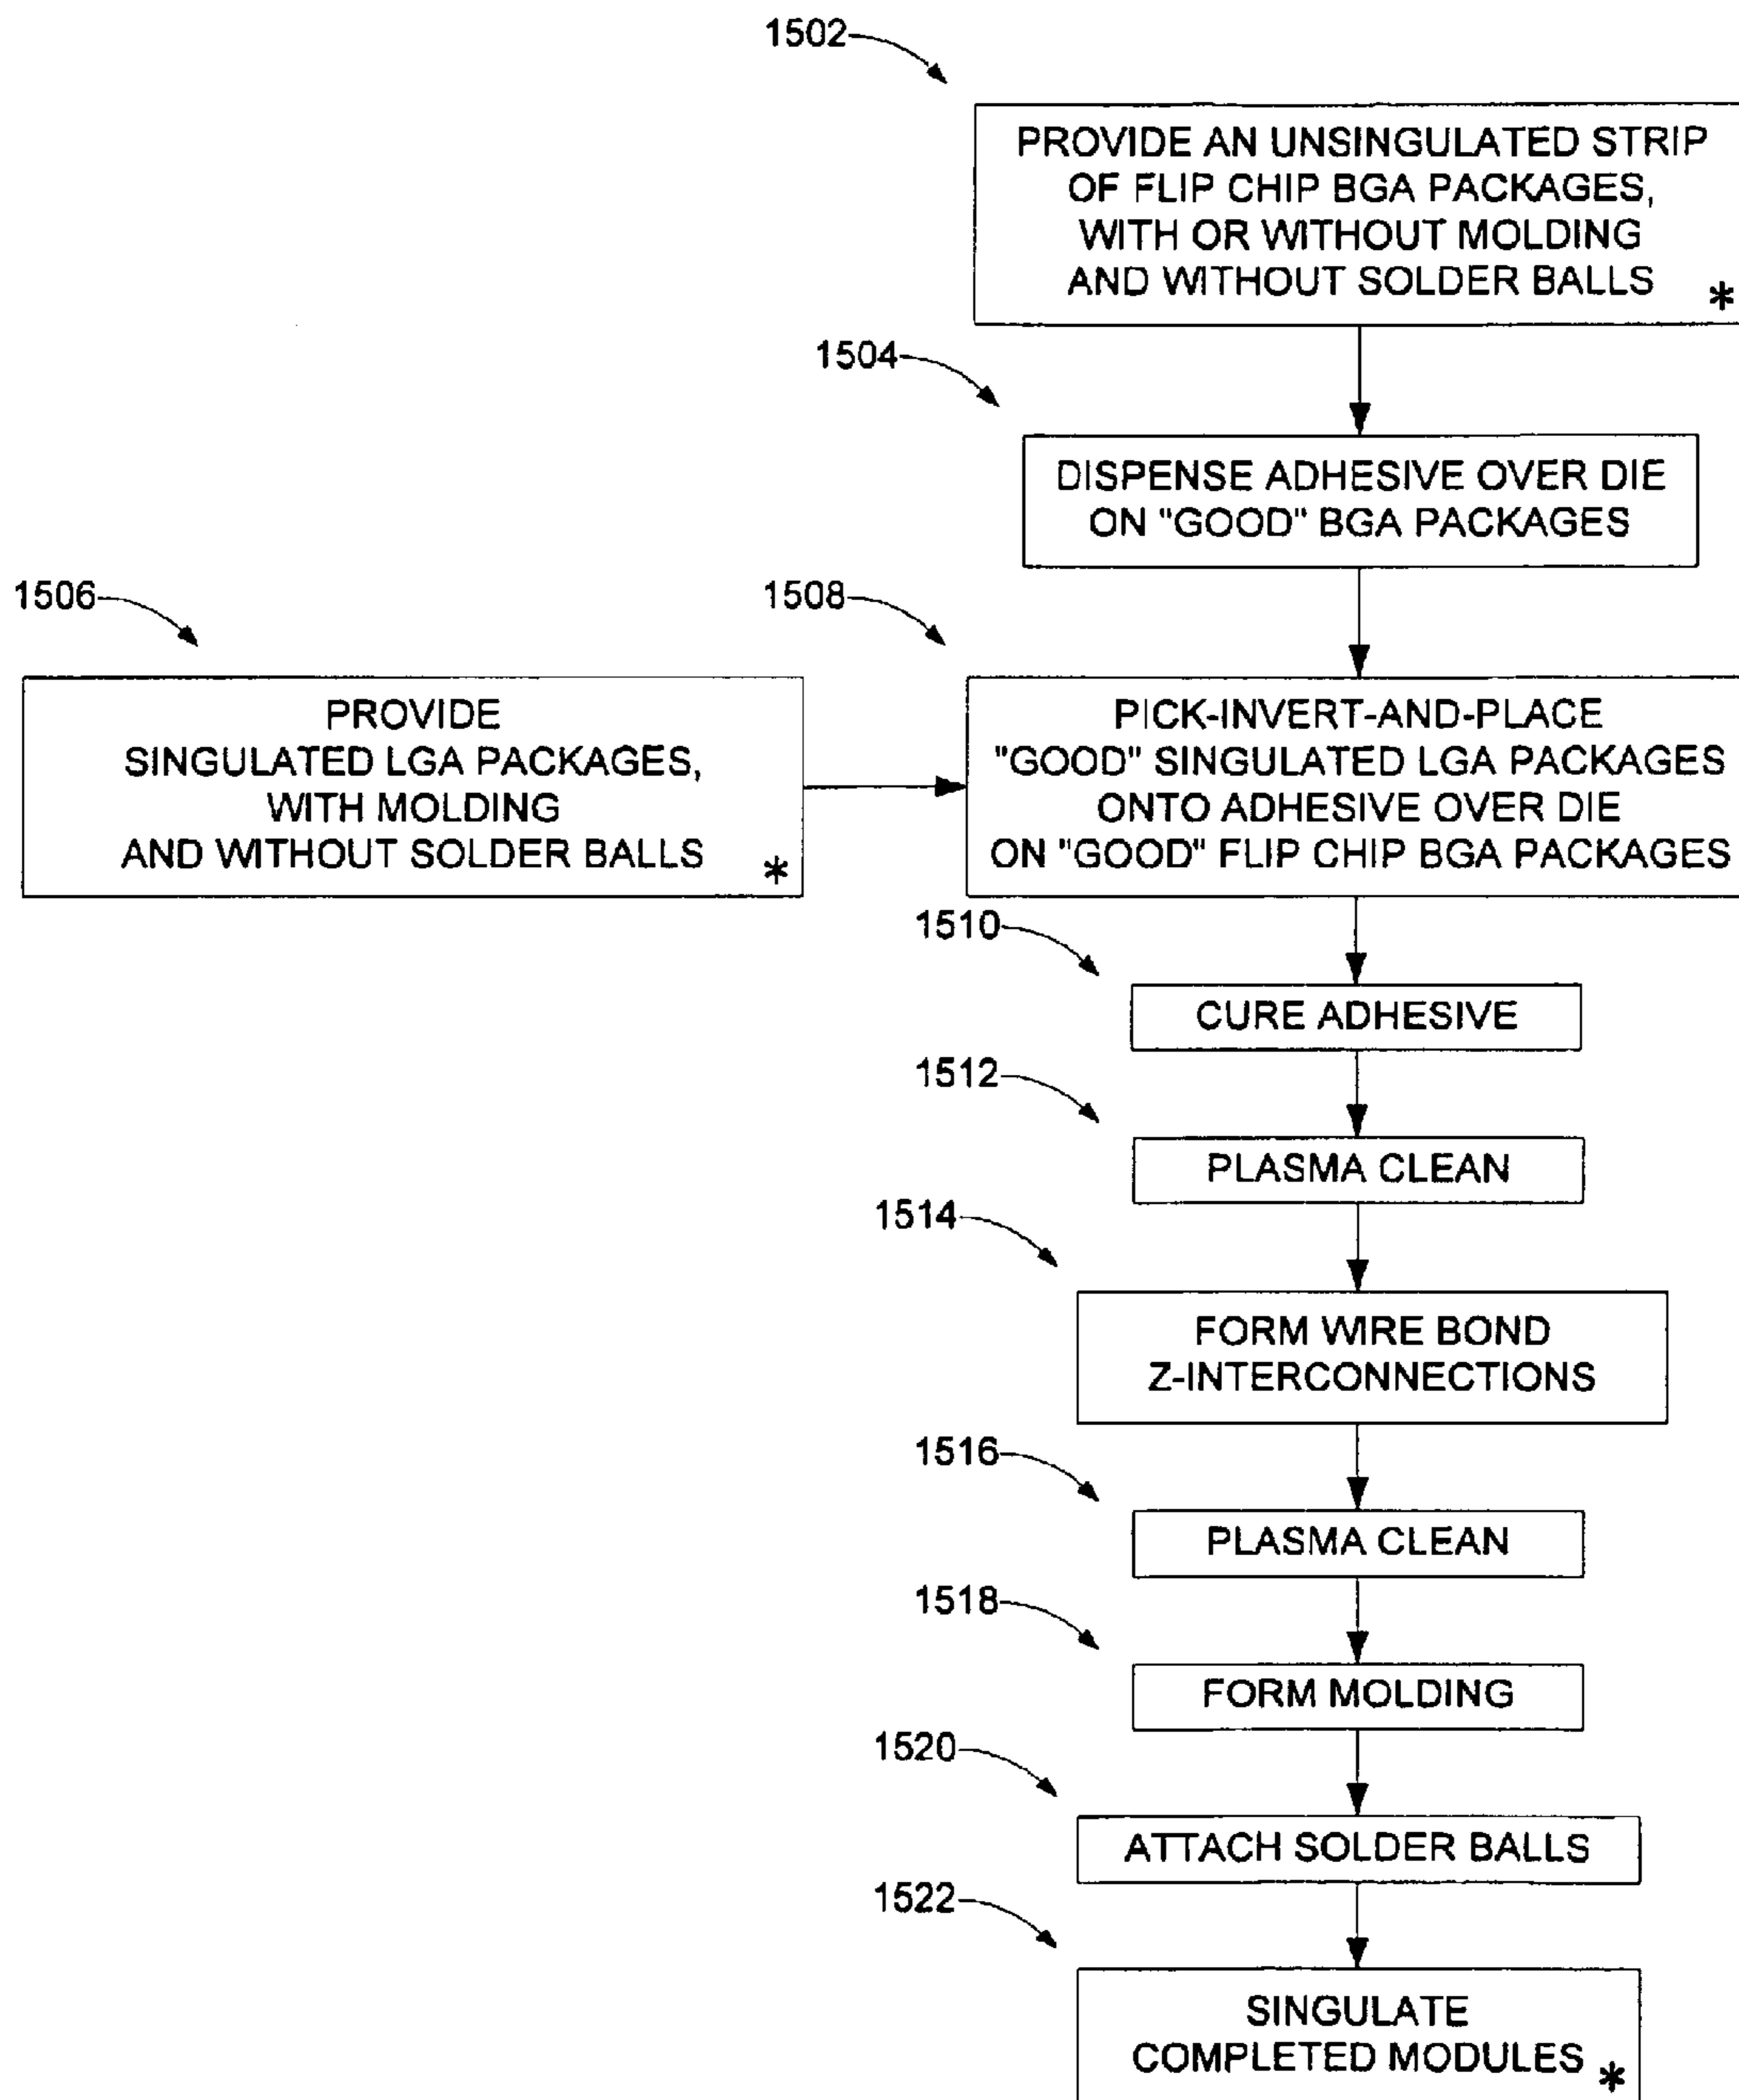 1502
PROVIDE AN UNSINGULATED STRIP
OF FLIP CHIP BGA PACKAGES,
WITH OR WITHOUT MOLDING
AND WITHOUT SOLDER BALLS *
1504
DISPENSE ADHESIVE OVER DIE
ON "GOOD" BGA PACKAGES
1506
PROVIDE
SINGULATED LGA PACKAGES,
WITH MOLDING
AND WITHOUT SOLDER BALLS *
1508
PICK-INVERT-AND-PLACE
"GOOD" SINGULATED LGA PACKAGES
ONTO ADHESIVE OVER DIE
ON "GOOD" FLIP CHIP BGA PACKAGES
1510
CURE ADHESIVE
1512
PLASMA CLEAN
1514
FORM WIRE BOND
Z-INTERCONNECTIONS
1516
PLASMA CLEAN
1518
FORM MOLDING
1520
ATTACH SOLDER BALLS
1522
SINGULATE
COMPLETED MODULES *